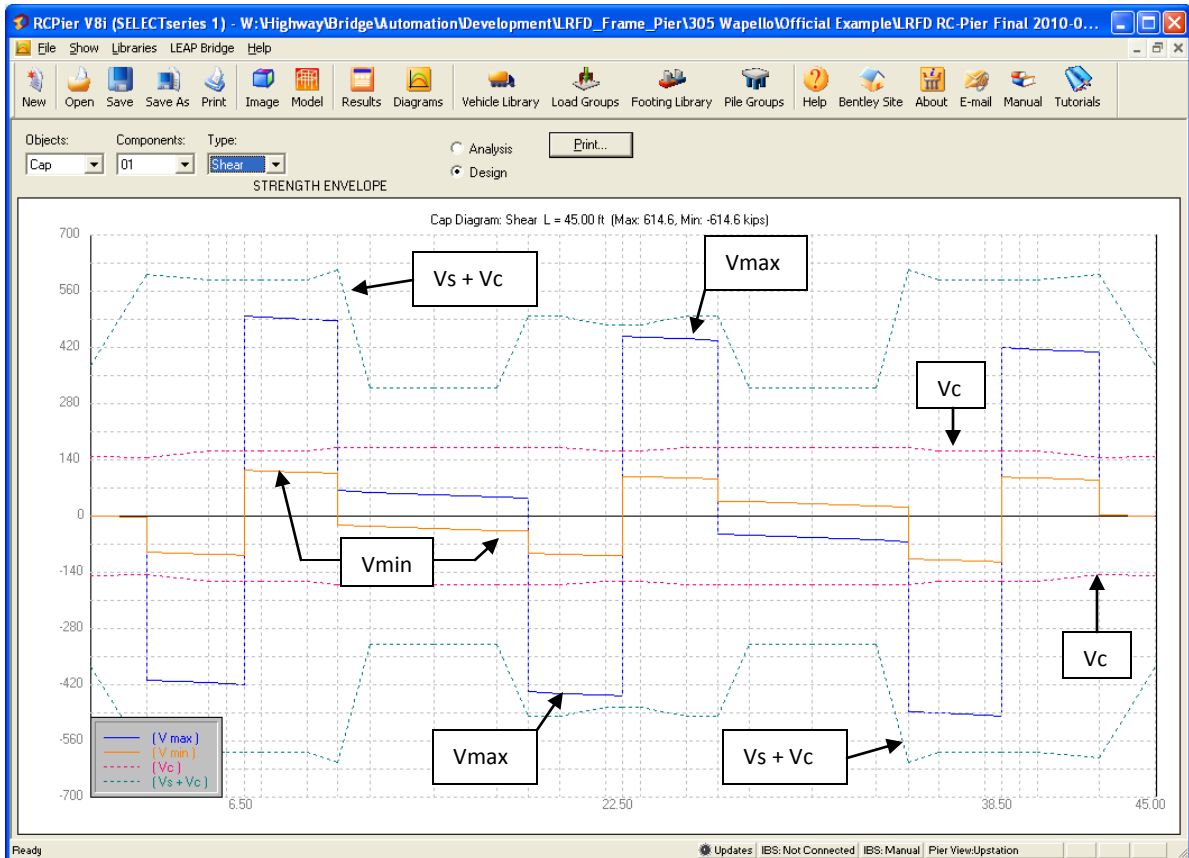 RCPier V8i (SELECTseries 1) - W:\Highway\Bridge\Automation\Development\LRFD_Frame_Pier\305 Wapello\Official Example\LRFD RC-Pier Final 2010-0...
File Show Libraries LEAP Bridge Help
New Open Save Save As Print Image Model Results Diagrams Vehicle Library Load Groups Footing Library Pile Groups Help Bentley Site About E-mail Manual Tutorials
Objects: Components: Type:
Cap 01 Shear
Analysis
Design
Print...
STRENGTH ENVELOPE
Cap Diagram: Shear L = 45.00 ft (Max: 614.6, Min: -614.6 kips)
700
560
420
280
140
0
-140
-280
-420
-560
-700
Vs + Vc
Vmax
Vc
Vmin
Vc
Vmax
Vs + Vc
( V max )
( V min )
( Vc )
( Vs + Vc )
6.50 22.50 38.50 45.00
Ready
Updates IBS: Not Connected IBS: Manual Pier View:Upstation